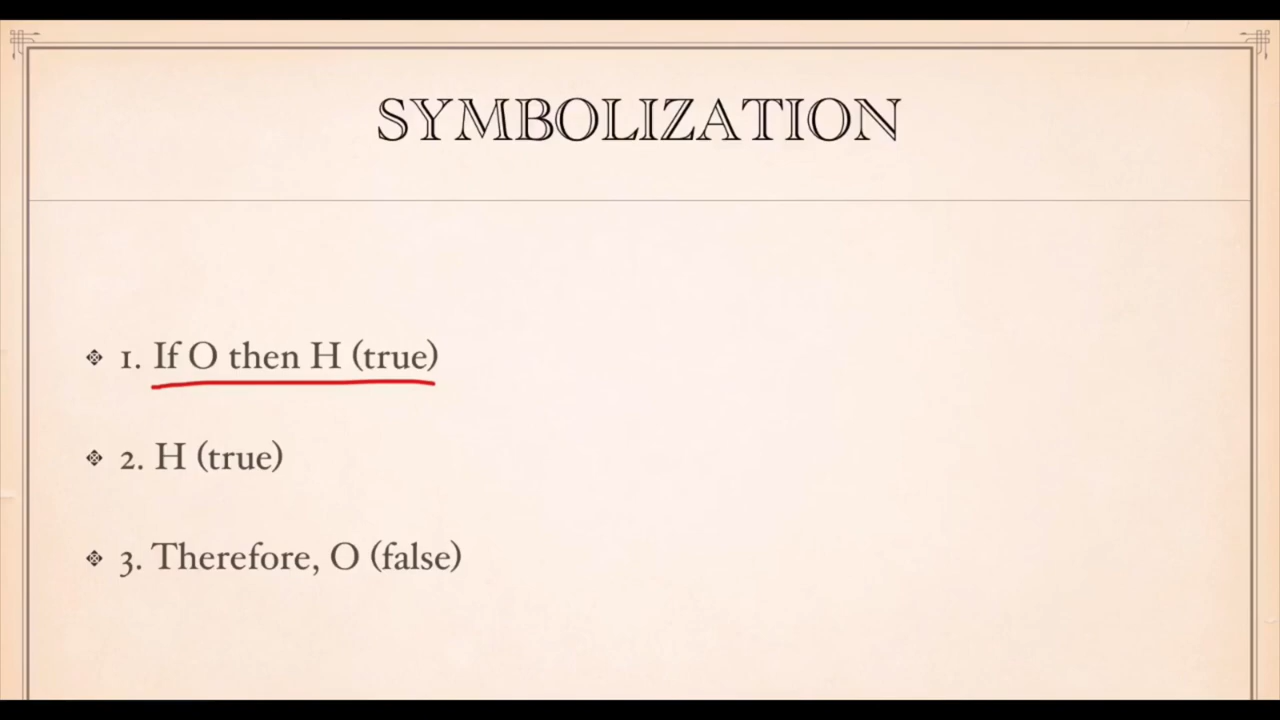 SYMBOLIZATION
1. If O then H (true)
2. H (true)
3. Therefore, O (false)